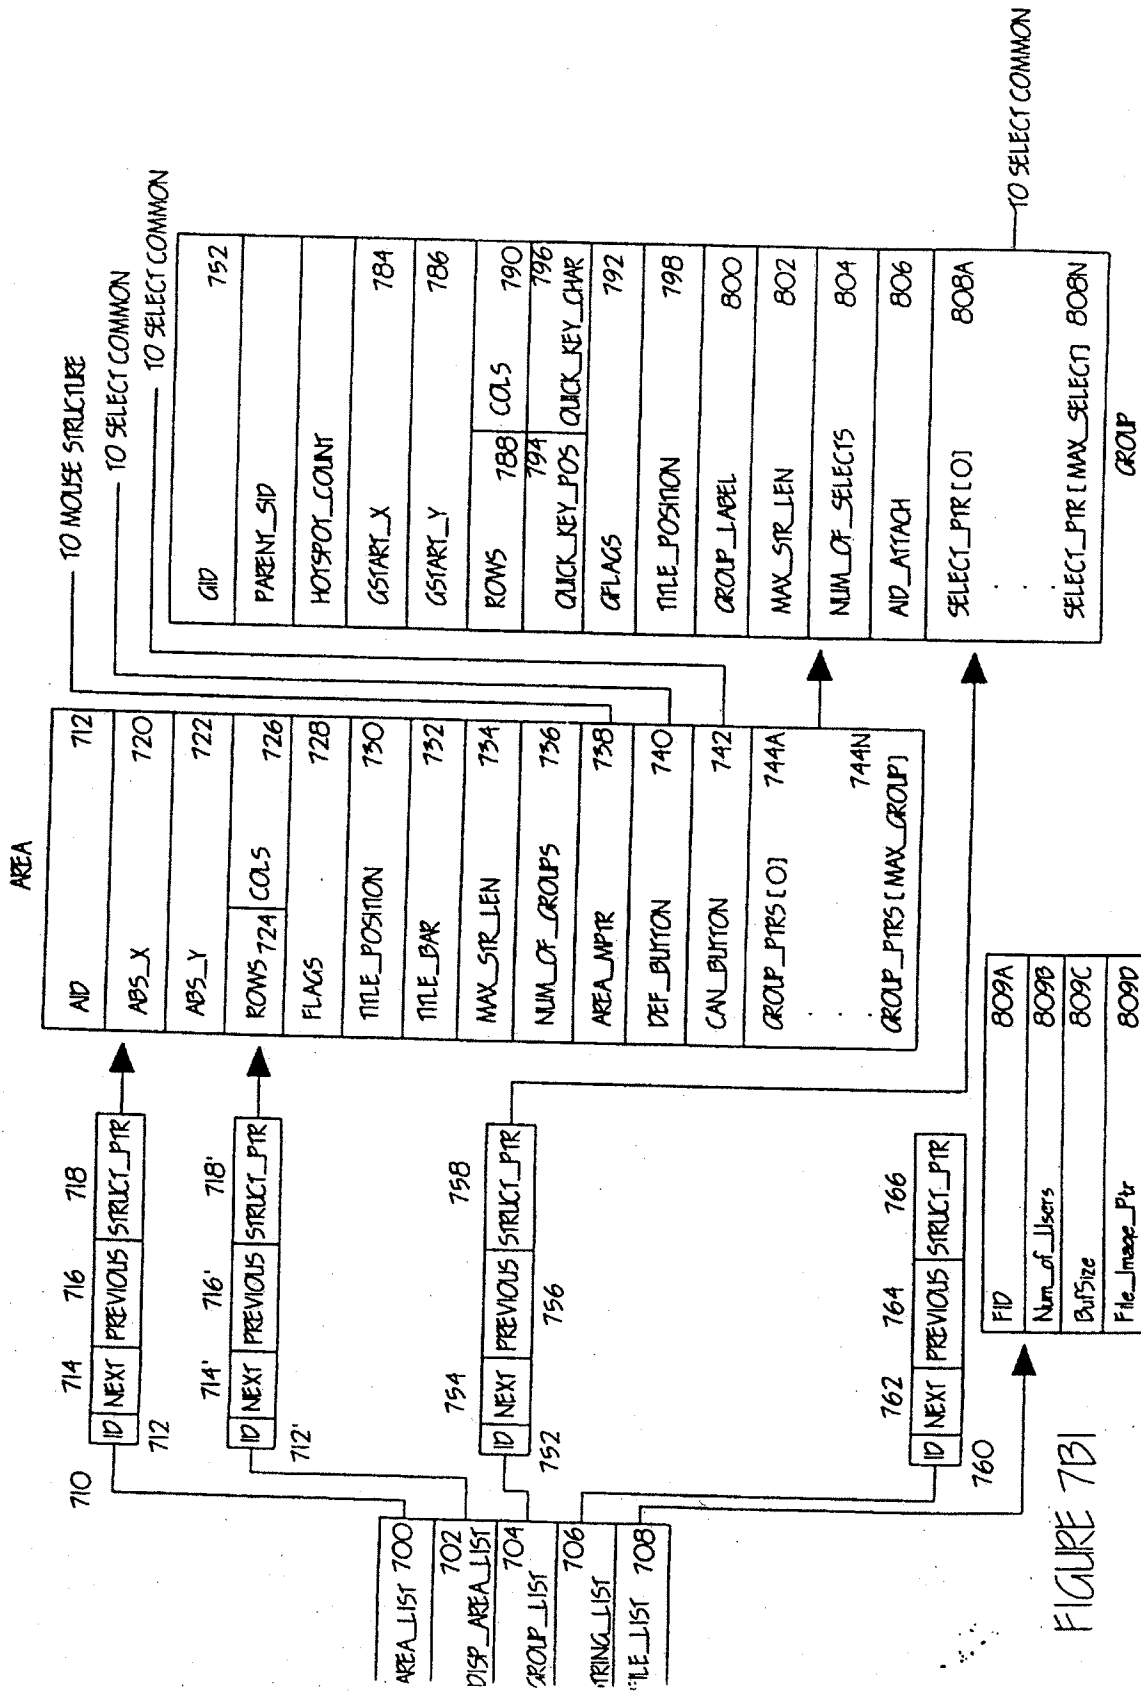 AREA_LIST 700
702
DISP_AREA_LIST
704
GROUP_LIST
706
TRING_LIST
FILE_LIST 708
710
714 716 718
ID NEXT PREVIOUS STRUCT_PTR
712
714' 716' 718'
ID NEXT PREVIOUS STRUCT_PTR
712'
754 758
ID NEXT PREVIOUS STRUCT_PTR
752 756
762 764 766
ID NEXT PREVIOUS STRUCT_PTR
760
FID 809A
Num_of_Users 809B
BufSize 809C
File_Image_Ptr 809D
AREA
AID 712
ABS_X 720
ABS_Y 722
ROWS 724 COLS 726
FLAGS 728
TITLE_POSITION 730
TITLE_BAR 732
MAX_STR_LEN 734
NUM_OF_GROUPS 736
AREA_MPTR 738
DEF_BUTTON 740
CAN_BUTTON 742
GROUP_PTRS [0] 744A
.
. 744N
GROUP_PTRS [MAX_GROUP]
TO MOUSE STRUCTURE
TO SELECT COMMON
TO SELECT COMMON
GID 752
PARENT_SID
HOTSPOT_COUNT
GSTART_X 784
GSTART_Y 786
ROWS 788 COLS 790
794 796
QUICK_KEY_POS QUICK_KEY_CHAR
GFLAGS 792
TITLE_POSITION 798
GROUP_LABEL 800
MAX_STR_LEN 802
NUM_OF_SELECTS 804
AID_ATTACH 806
SELECT_PTR [0] 808A
.
.
SELECT_PTR [MAX_SELECT] 808N
GROUP
TO SELECT COMMON
FIGURE 7B1